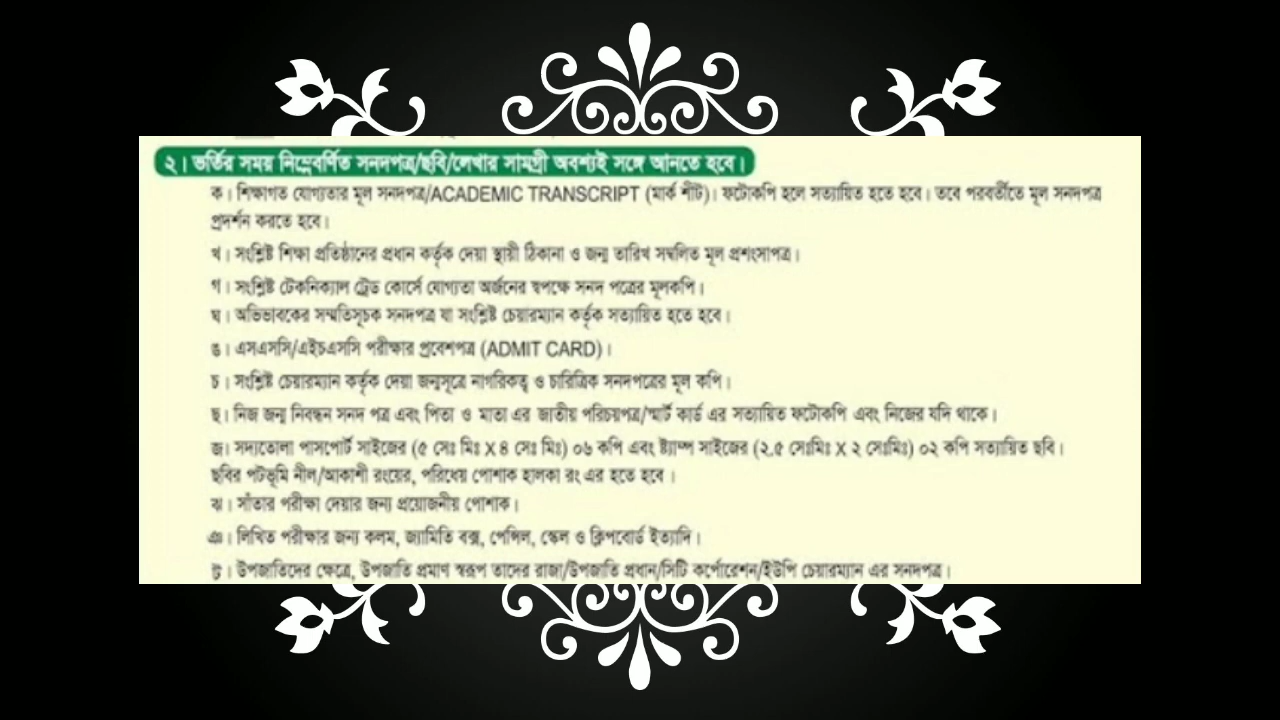 ২। ভর্তির সময় নিম্নেবর্ণিত সনদপত্র/ছবি/লেখার সামগ্রী অবশ্যই সঙ্গে আনতে হবে।
ক। শিক্ষাগত যোগ্যতার মূল সনদপত্র/ACADEMIC TRANSCRIPT (মার্ক শীট)। ফটোকপি হলে সত্যায়িত হতে হবে। তবে পরবর্তীতে মূল সনদপত্র
প্রদর্শন করতে হবে।
খ। সংশ্লিষ্ট শিক্ষা প্রতিষ্ঠানের প্রধান কর্তৃক দেয়া স্থায়ী ঠিকানা ও জন্ম তারিখ সম্বলিত মূল প্রশংসাপত্র।
গ। সংশ্লিষ্ট টেকনিক্যাল ট্রেড কোর্সে যোগ্যতা অর্জনের স্বপক্ষে সনদ পত্রের মূলকপি।
ঘ। অভিভাবকের সম্মতিসূচক সনদপত্র যা সংশ্লিষ্ট চেয়ারম্যান কর্তৃক সত্যায়িত হতে হবে।
ঙ। এসএসসি/এইচএসসি পরীক্ষার প্রবেশপত্র (ADMIT CARD)।
চ। সংশ্লিষ্ট চেয়ারম্যান কর্তৃক দেয়া জন্মসূত্রে নাগরিকত্ব ও চারিত্রিক সনদপত্রের মূল কপি।
ছ। নিজ জন্ম নিবন্ধন সনদ পত্র এবং পিতা ও মাতা এর জাতীয় পরিচয়পত্র/স্মার্ট কার্ড এর সত্যায়িত ফটোকপি এবং নিজের যদি থাকে।
জ। সদ্যতোলা পাসপোর্ট সাইজের (৫ সেঃ মিঃ X ৪ সেঃ মিঃ) ০৬ কপি এবং ষ্ট্যাম্প সাইজের (২.৫ সেঃমিঃ X ২ সেঃমিঃ) ০২ কপি সত্যায়িত ছবি।
ছবির পটভূমি নীল/আকাশী রংয়ের, পরিধেয় পোশাক হালকা রং এর হতে হবে।
ঝ। সাঁতার পরীক্ষা দেয়ার জন্য প্রয়োজনীয় পোশাক।
ঞ। লিখিত পরীক্ষার জন্য কলম, জ্যামিতি বক্স, পেন্সিল, স্কেল ও ক্লিপবোর্ড ইত্যাদি।
ট। উপজাতিদের ক্ষেত্রে, উপজাতি প্রমাণ স্বরূপ তাদের রাজা/উপজাতি প্রধান/সিটি কর্পোরেশন/ইউপি চেয়ারম্যান এর সনদপত্র।